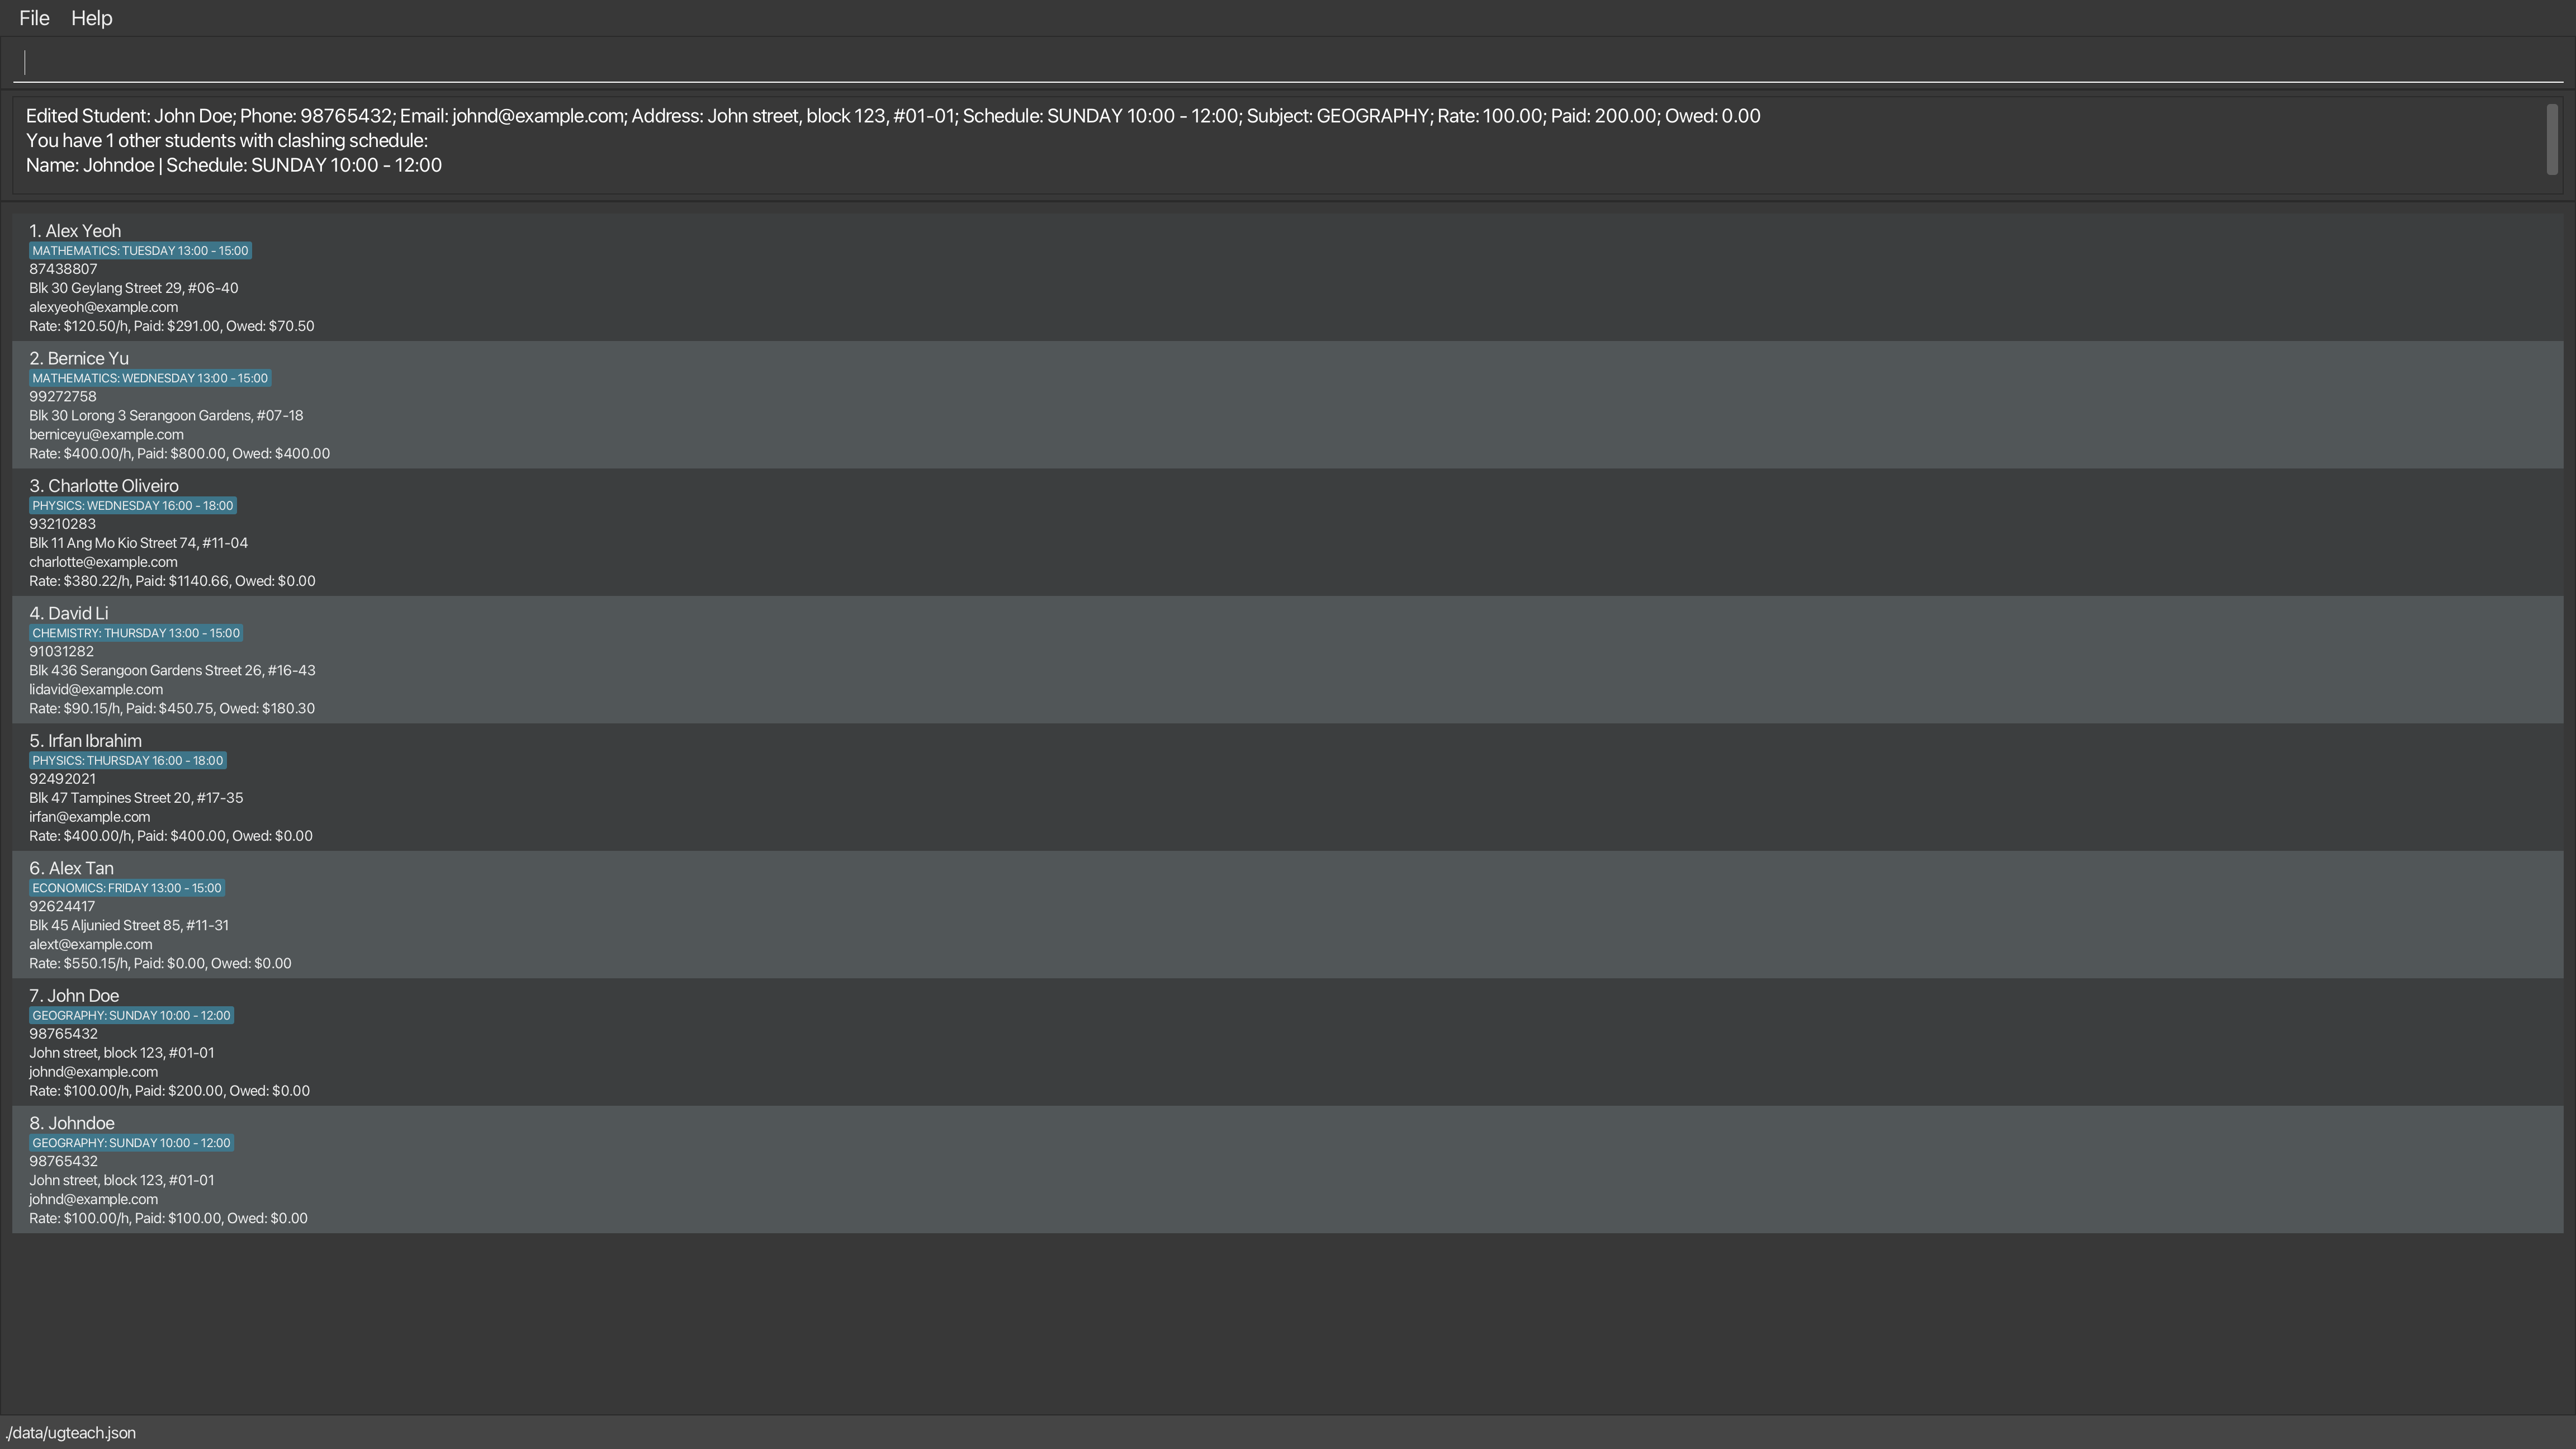 File Help
Edited Student: John Doe; Phone: 98765432; Email: johnd@example.com; Address: John street, block 123, #01-01; Schedule: SUNDAY 10:00 - 12:00; Subject: GEOGRAPHY; Rate: 100.00; Paid: 200.00; Owed: 0.00
You have 1 other students with clashing schedule:
Name: Johndoe | Schedule: SUNDAY 10:00 - 12:00
1. Alex Yeoh
MATHEMATICS: TUESDAY 13:00 - 15:00
87438807
Blk 30 Geylang Street 29, #06-40
alexyeoh@example.com
Rate: $120.50/h, Paid: $291.00, Owed: $70.50
2. Bernice Yu
MATHEMATICS: WEDNESDAY 13:00 - 15:00
99272758
Blk 30 Lorong 3 Serangoon Gardens, #07-18
berniceyu@example.com
Rate: $400.00/h, Paid: $800.00, Owed: $400.00
3. Charlotte Oliveiro
PHYSICS: WEDNESDAY 16:00 - 18:00
93210283
Blk 11 Ang Mo Kio Street 74, #11-04
charlotte@example.com
Rate: $380.22/h, Paid: $1140.66, Owed: $0.00
4. David Li
CHEMISTRY: THURSDAY 13:00 - 15:00
91031282
Blk 436 Serangoon Gardens Street 26, #16-43
lidavid@example.com
Rate: $90.15/h, Paid: $450.75, Owed: $180.30
5. Irfan Ibrahim
PHYSICS: THURSDAY 16:00 - 18:00
92492021
Blk 47 Tampines Street 20, #17-35
irfan@example.com
Rate: $400.00/h, Paid: $400.00, Owed: $0.00
6. Alex Tan
ECONOMICS: FRIDAY 13:00 - 15:00
92624417
Blk 45 Aljunied Street 85, #11-31
alext@example.com
Rate: $550.15/h, Paid: $0.00, Owed: $0.00
7. John Doe
GEOGRAPHY: SUNDAY 10:00 - 12:00
98765432
John street, block 123, #01-01
johnd@example.com
Rate: $100.00/h, Paid: $200.00, Owed: $0.00
8. Johndoe
GEOGRAPHY: SUNDAY 10:00 - 12:00
98765432
John street, block 123, #01-01
johnd@example.com
Rate: $100.00/h, Paid: $100.00, Owed: $0.00
./data/ugteach.json